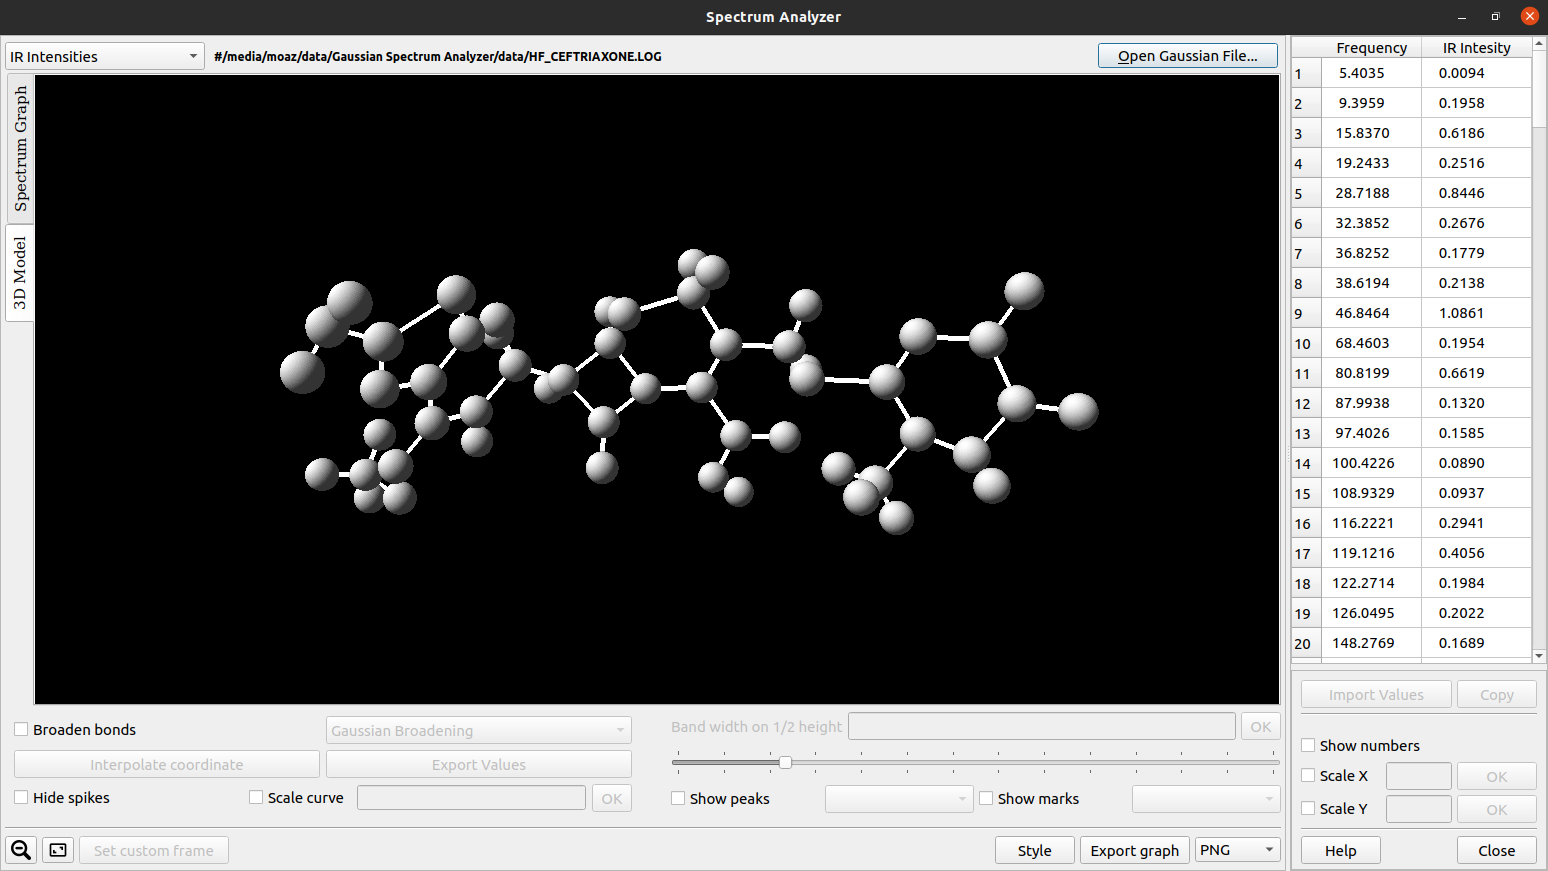 Spectrum Analyzer
IR Intensities
#/media/moaz/data/Gaussian Spectrum Analyzer/data/HF_CEFTRIAXONE.LOG
Open Gaussian File...
Spectrum Graph
3D Model
Frequency IR Intesity
1 5.4035 0.0094
2 9.3959 0.1958
3 15.8370 0.6186
4 19.2433 0.2516
5 28.7188 0.8446
6 32.3852 0.2676
7 36.8252 0.1779
8 38.6194 0.2138
9 46.8464 1.0861
10 68.4603 0.1954
11 80.8199 0.6619
12 87.9938 0.1320
13 97.4026 0.1585
14 100.4226 0.0890
15 108.9329 0.0937
16 116.2221 0.2941
17 119.1216 0.4056
18 122.2714 0.1984
19 126.0495 0.2022
20 148.2769 0.1689
Broaden bonds
Gaussian Broadening
Band width on 1/2 height
OK
Interpolate coordinate
Export Values
Hide spikes
Scale curve
OK
Show peaks
Show marks
Set custom frame
Style
Export graph
PNG
Import Values
Copy
Show numbers
Scale X
OK
Scale Y
OK
Help
Close